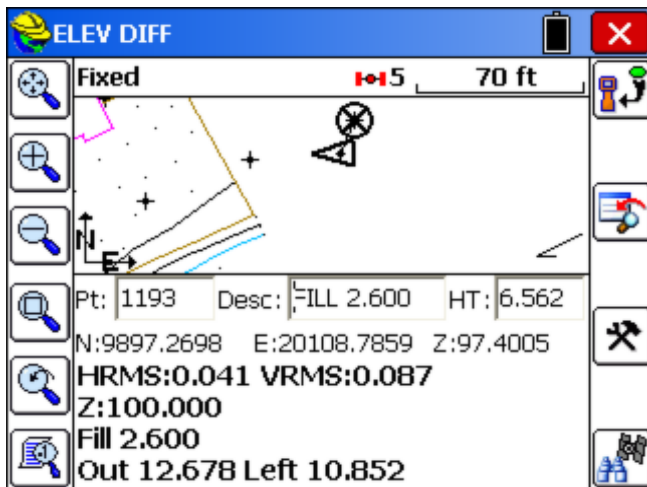 ELEV DIFF
Fixed 5 70 ft
N
E
Pt: 1193 Desc: FILL 2.600 HT: 6.562
N:9897.2698 E:20108.7859 Z:97.4005
HRMS:0.041 VRMS:0.087
Z:100.000
Fill 2.600
Out 12.678 Left 10.852